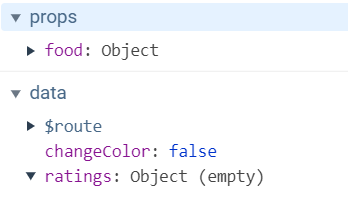 props
food: Object
data
$route
changeColor: false
ratings: Object (empty)